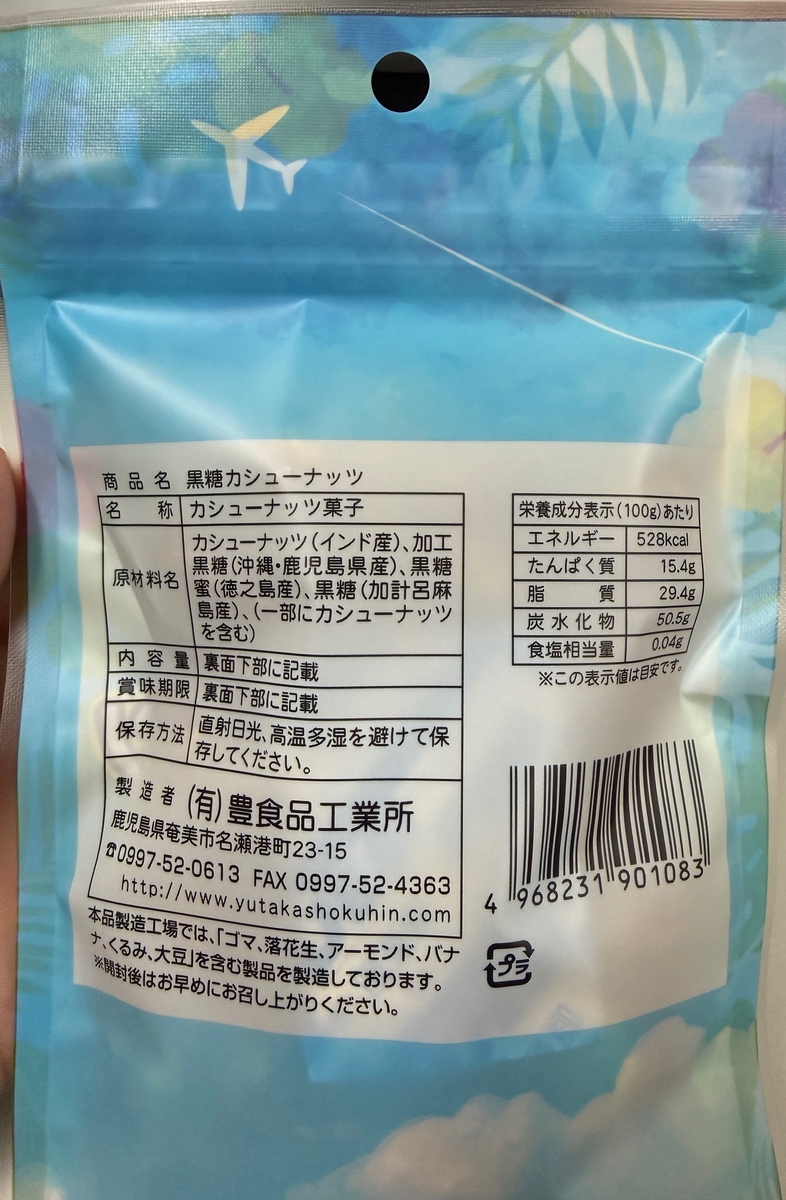 商品名 黒糖カシューナッツ
名称 カシューナッツ菓子
原材料名 カシューナッツ(インド産)、加工
黒糖(沖縄・鹿児島県産)、黒糖
蜜(徳之島産)、黒糖(加計呂麻
島産)、(一部にカシューナッツ
を含む)
内容量 裏面下部に記載
賞味期限 裏面下部に記載
保存方法 直射日光、高温多湿を避けて保
存してください。
製造者 (有)豊食品工業所
鹿児島県奄美市名瀬港町23-15
☎0997-52-0613 FAX 0997-52-4363
http://www.yutakashokuhin.com
本品製造工場では、「ゴマ、落花生、アーモンド、バナ
ナ、くるみ、大豆」を含む製品を製造しております。
※開封後はお早めにお召し上がりください。
栄養成分表示(100g)あたり
エネルギー 528kcal
たんぱく質 15.4g
脂質 29.4g
炭水化物 50.5g
食塩相当量 0.04g
※この表示値は目安です。
4 968231 901083
プラ